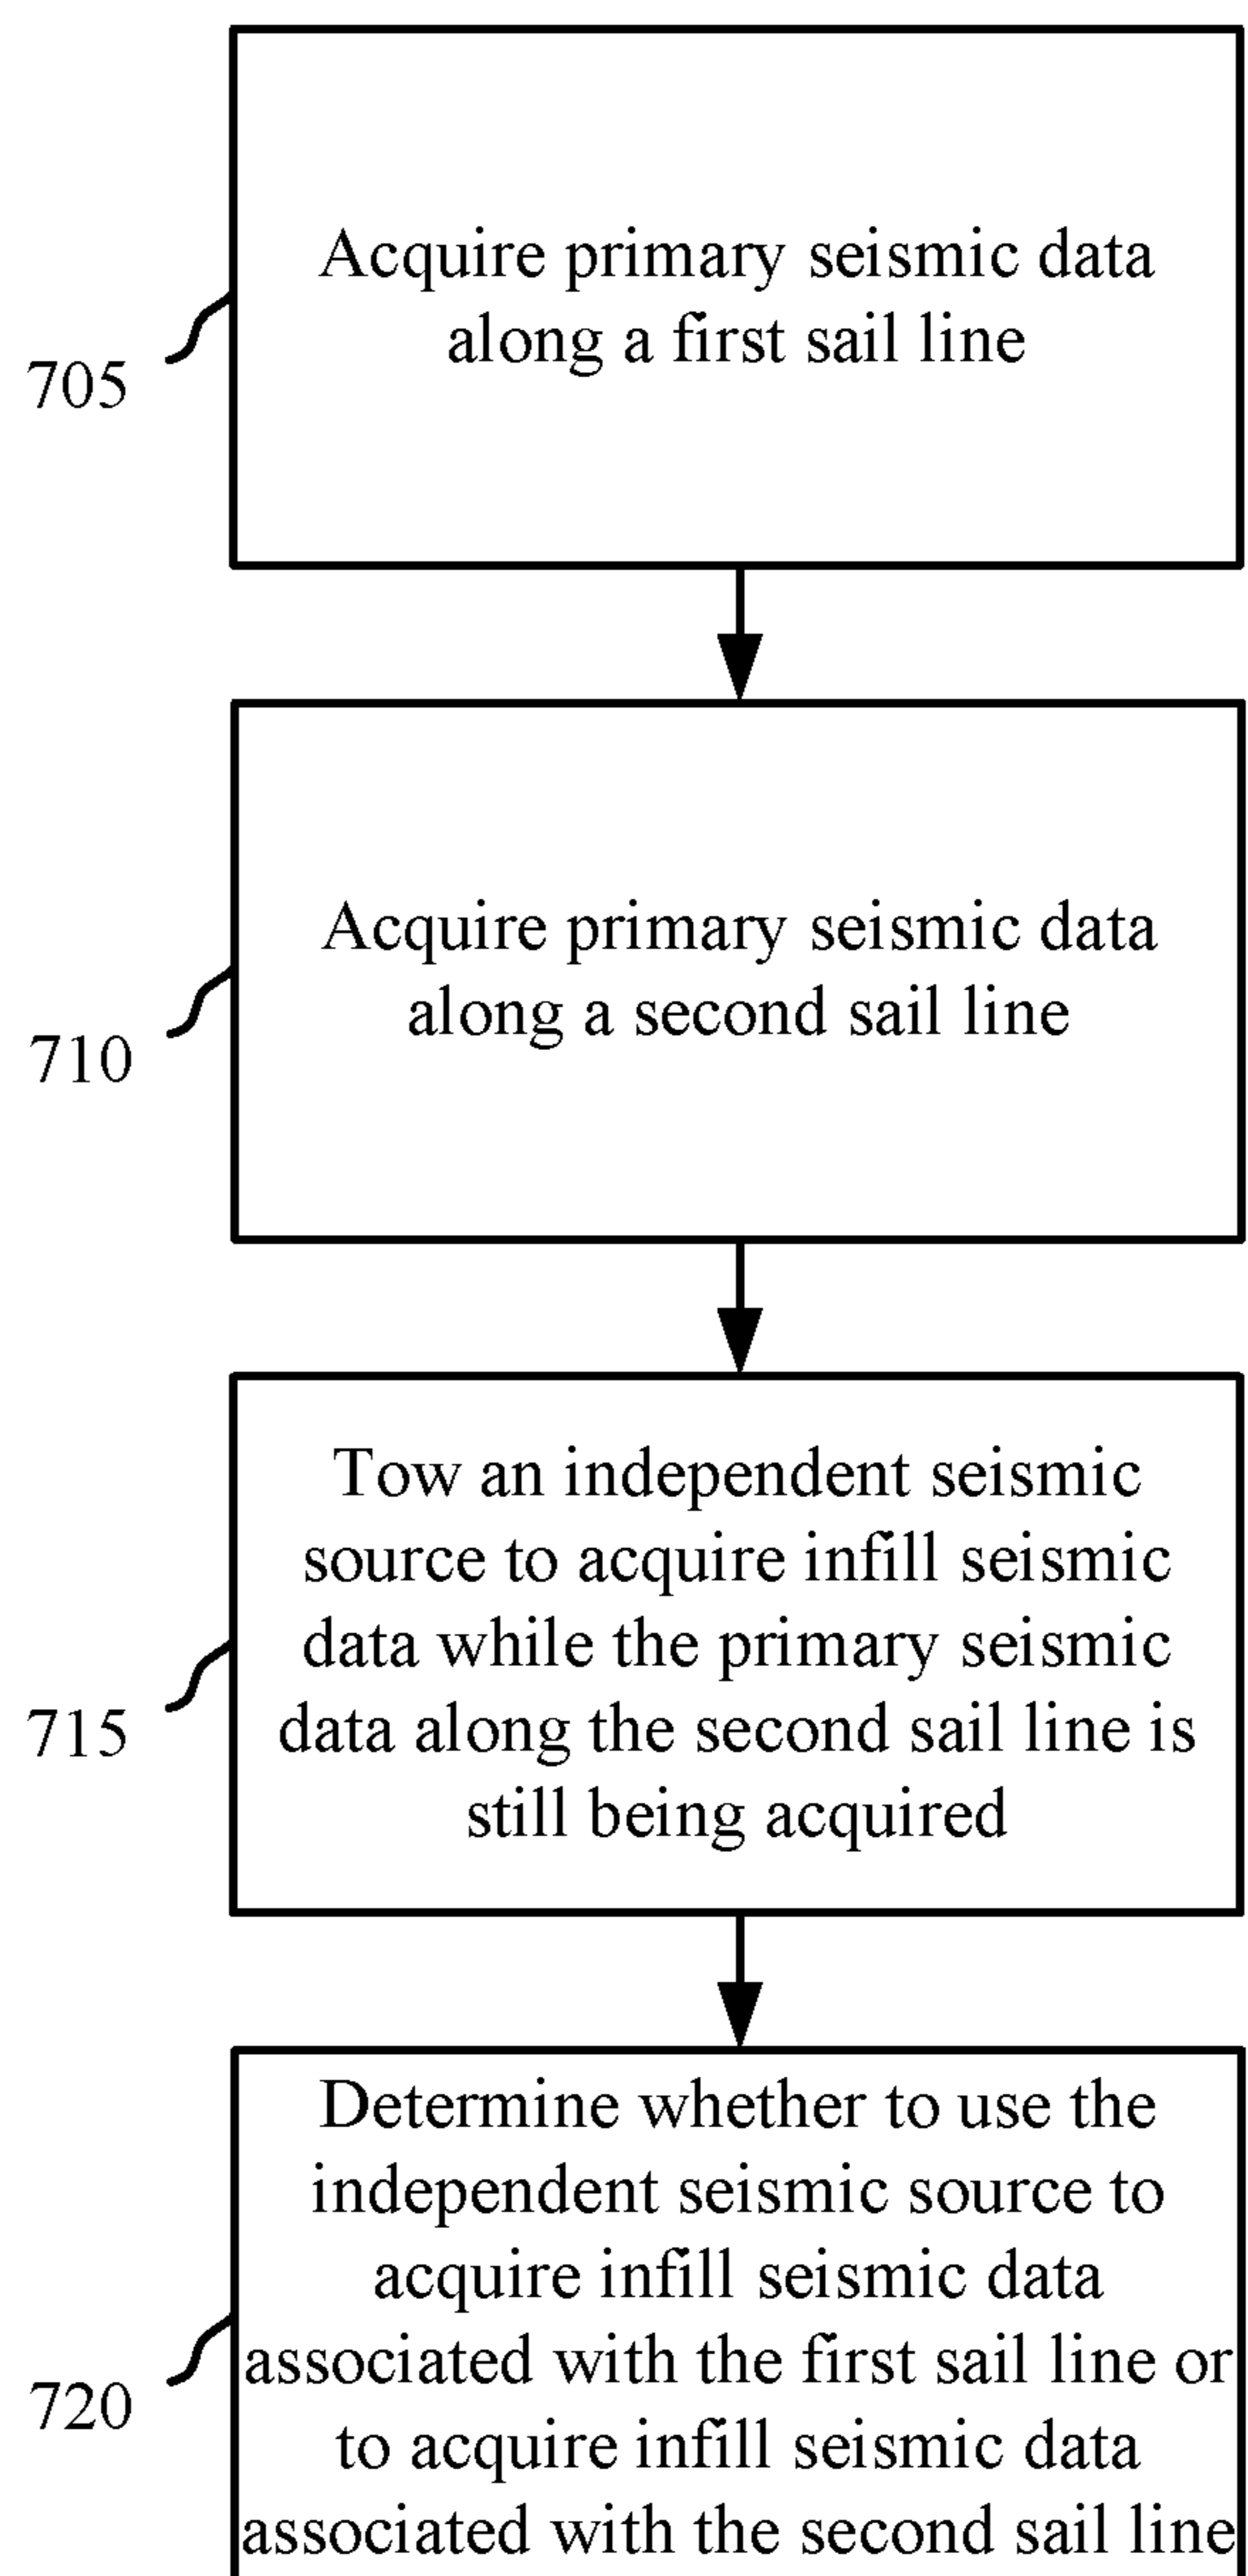 Acquire primary seismic data
along a first sail line
705
Acquire primary seismic data
along a second sail line
710
Tow an independent seismic
source to acquire infill seismic
data while the primary seismic
data along the second sail line is
still being acquired
715
Determine whether to use the
independent seismic source to
acquire infill seismic data
associated with the first sail line or
to acquire infill seismic data
associated with the second sail line
720